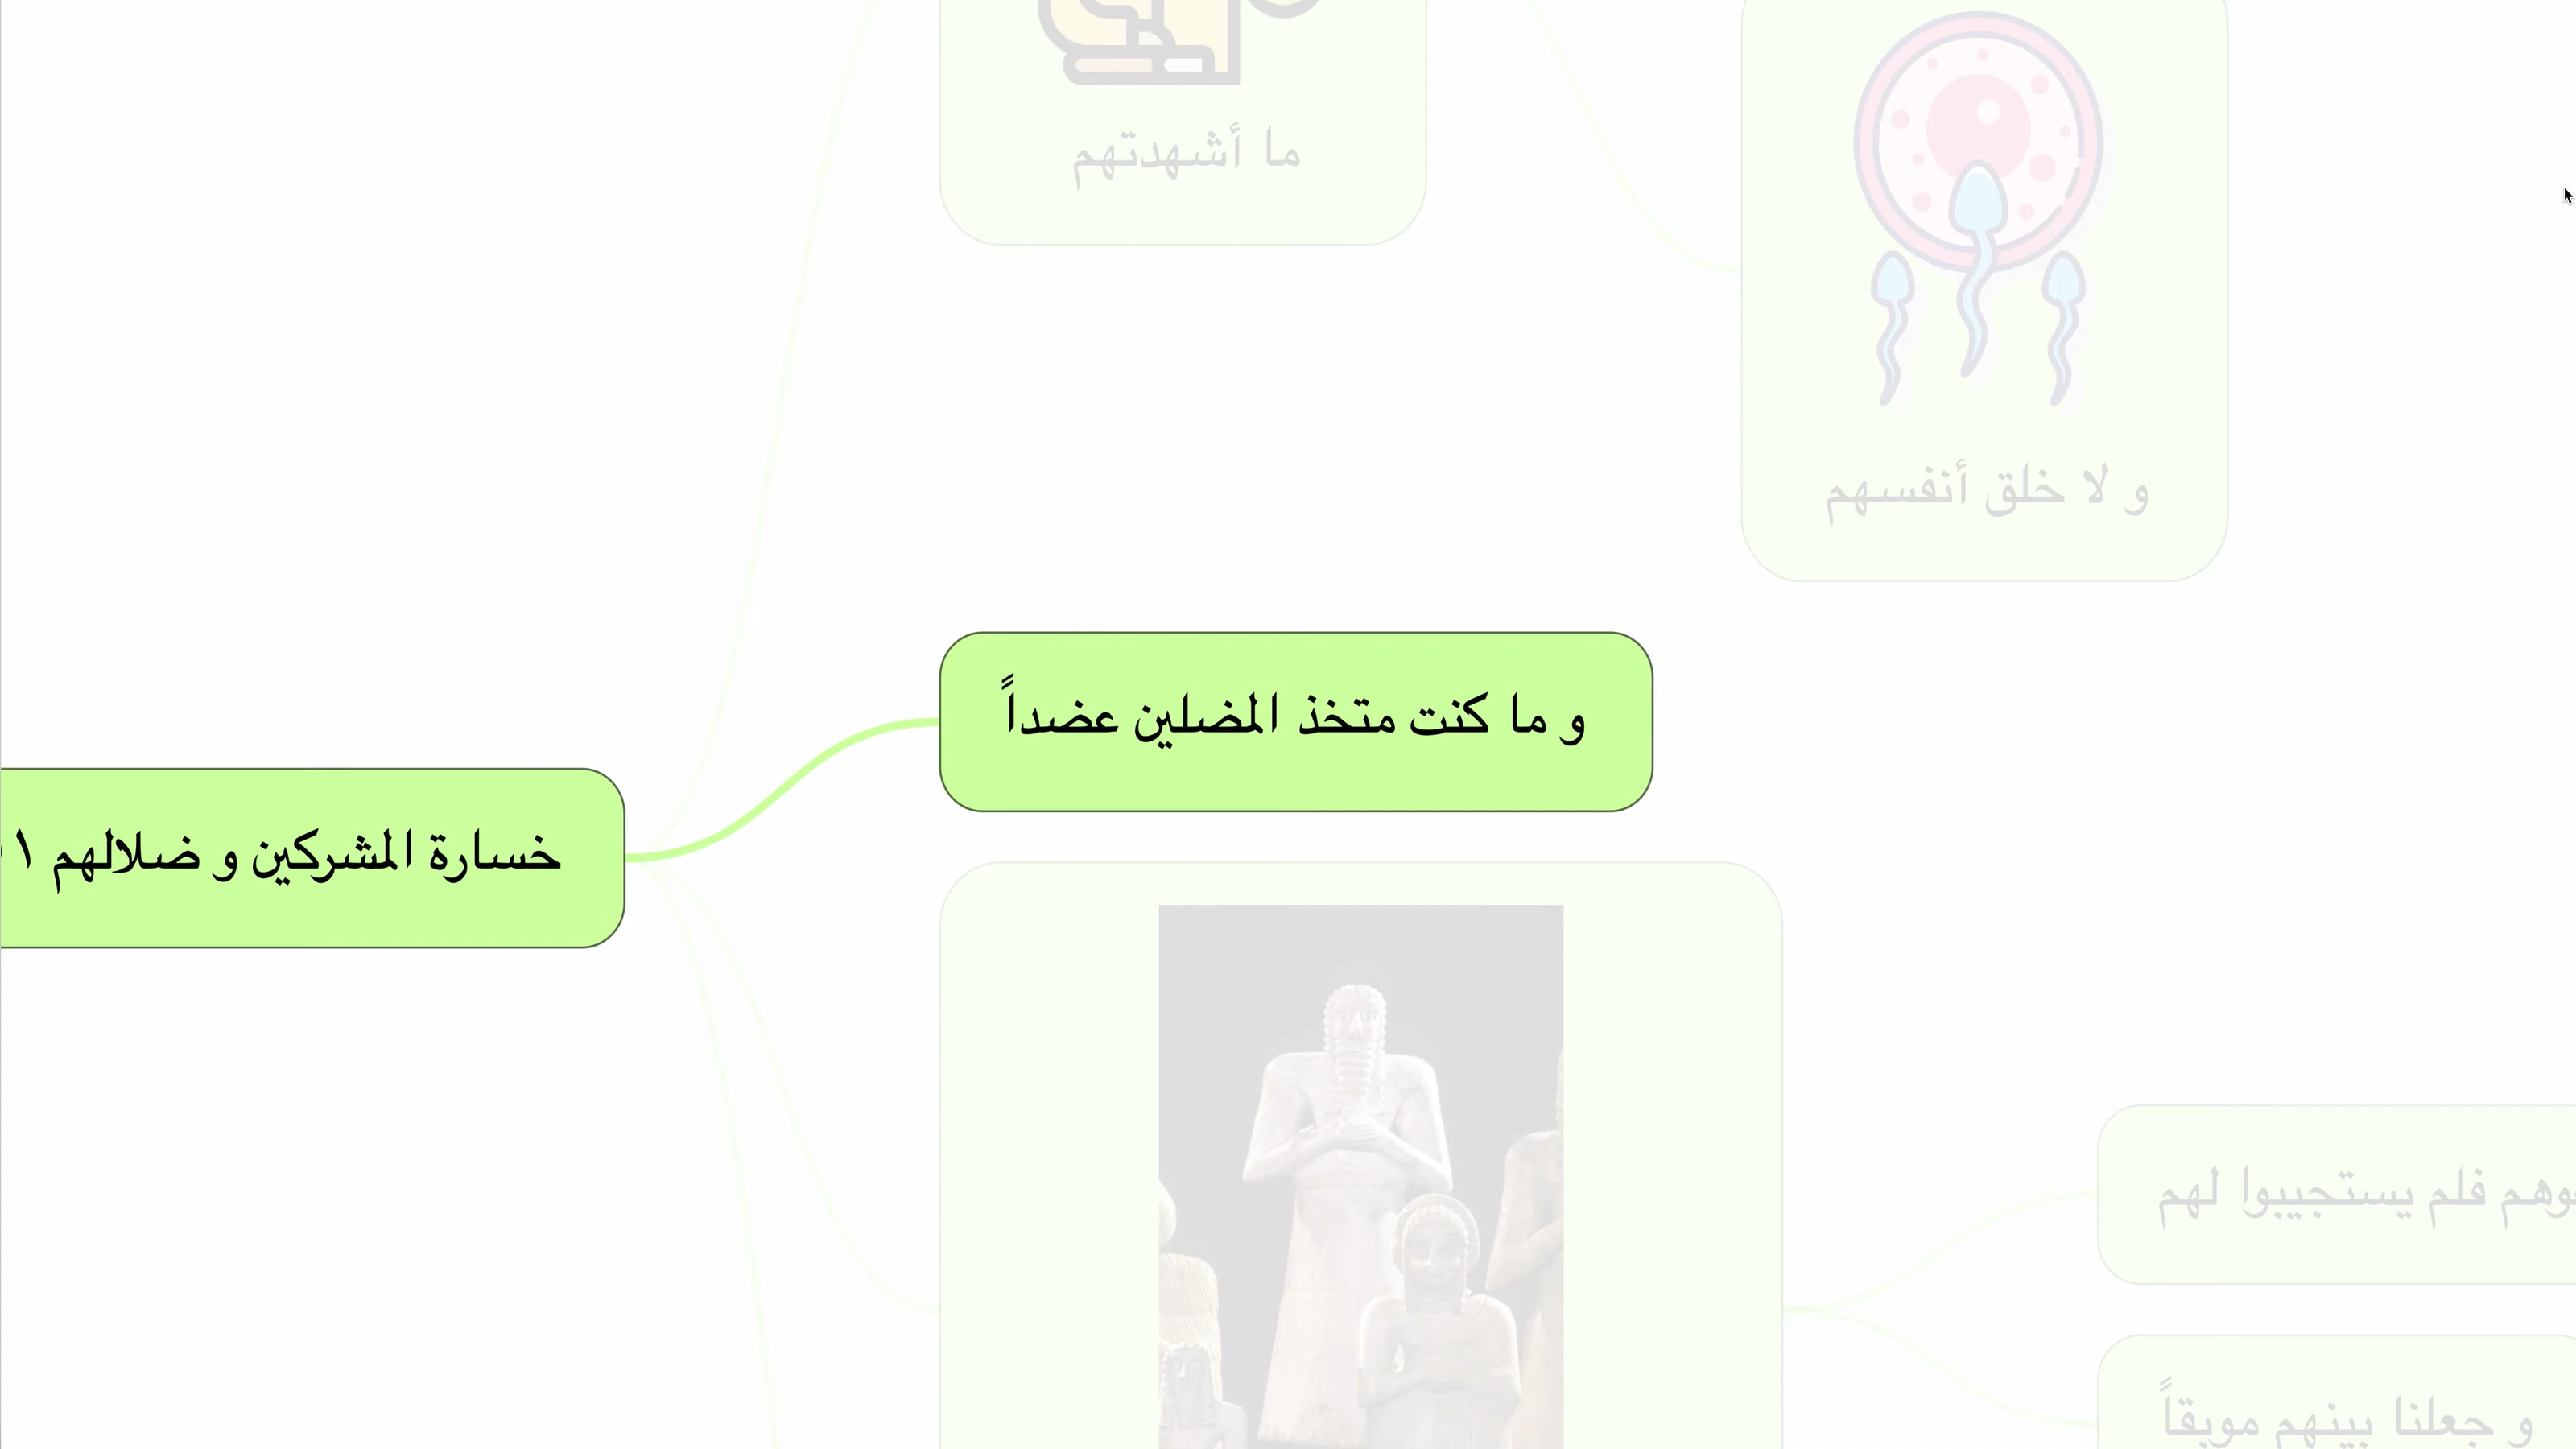 ما أشهدتهم
و لا خلق أنفسهم
و ما كنت متخذ المضلين عضداً
خسارة المشركين و ضلالهم ١
فلم يستجيبوا لهم
و جعلنا بينهم موبقاً